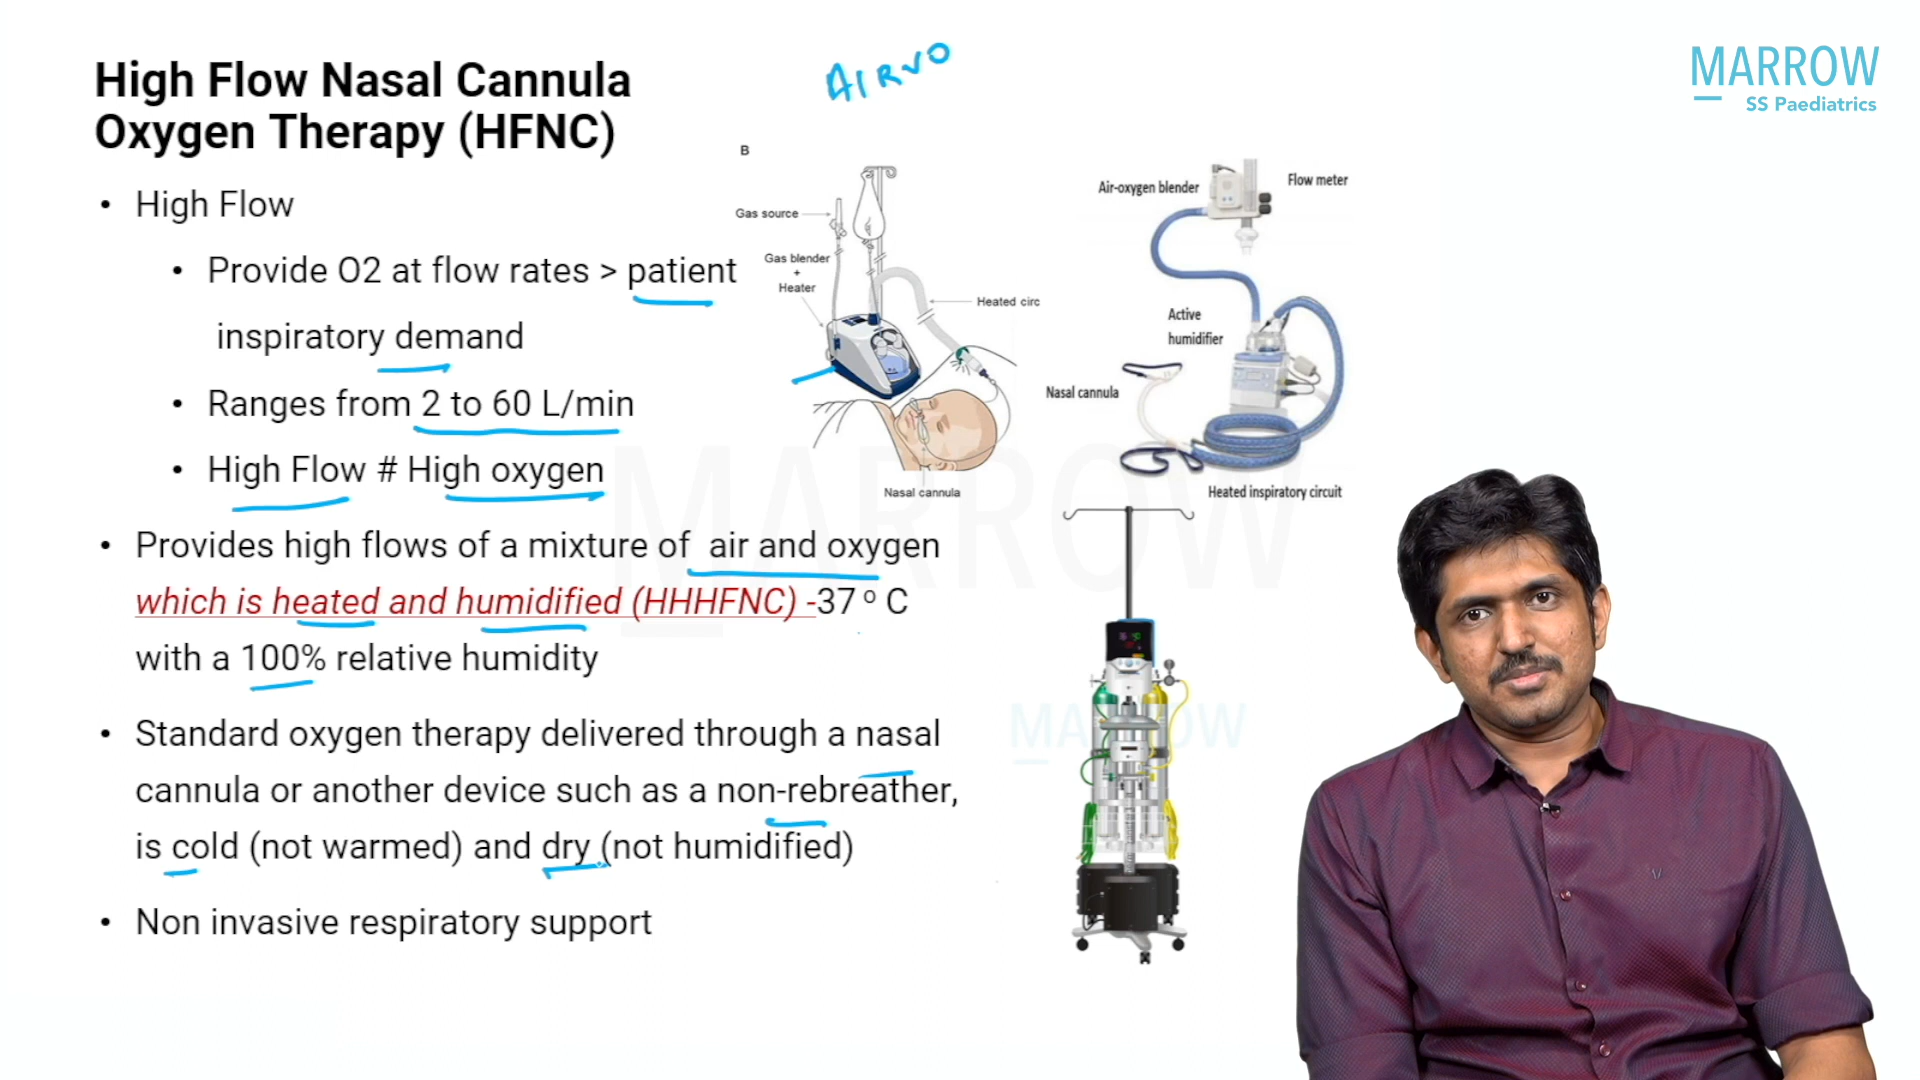 High Flow Nasal Cannula
Oxygen Therapy (HFNC)
AIRVO
MARROW
SS Paediatrics
• High Flow
• Provide O2 at flow rates > patient
inspiratory demand
• Ranges from 2 to 60 L/min
• High Flow # High oxygen
• Provides high flows of a mixture of air and oxygen
which is heated and humidified (HHHFNC) -37 º C
with a 100% relative humidity
• Standard oxygen therapy delivered through a nasal
cannula or another device such as a non-rebreather,
is cold (not warmed) and dry (not humidified)
• Non invasive respiratory support
B
Gas source
Gas blender
+
Heater
Heated circ
Nasal cannula
Air-oxygen blender
Flow meter
Active
humidifier
Nasal cannula
Heated inspiratory circuit
MARROW
MARROW